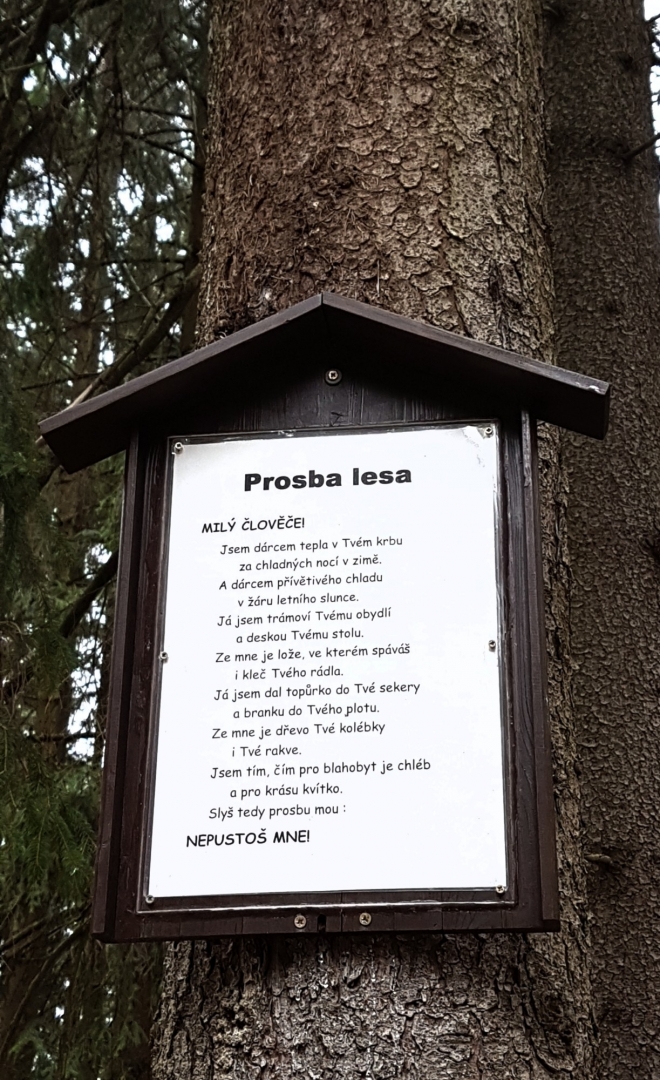 Prosba lesa
MILÝ ČLOVĚČE!
Jsem dárcem tepla v Tvém krbu
za chladných nocí v zimě.
A dárcem přívětivého chladu
v žáru letního slunce.
Já jsem trámoví Tvému obydlí
a deskou Tvému stolu.
Ze mne je lože, ve kterém spáváš
i kleč Tvého rádla.
Já jsem dal topůrko do Tvé sekery
a branku do Tvého plotu.
Ze mne je dřevo Tvé kolébky
i Tvé rakve.
Jsem tím, čím pro blahobyt je chléb
a pro krásu kvítko.
Slyš tedy prosbu mou :
NEPUSTOŠ MNE!